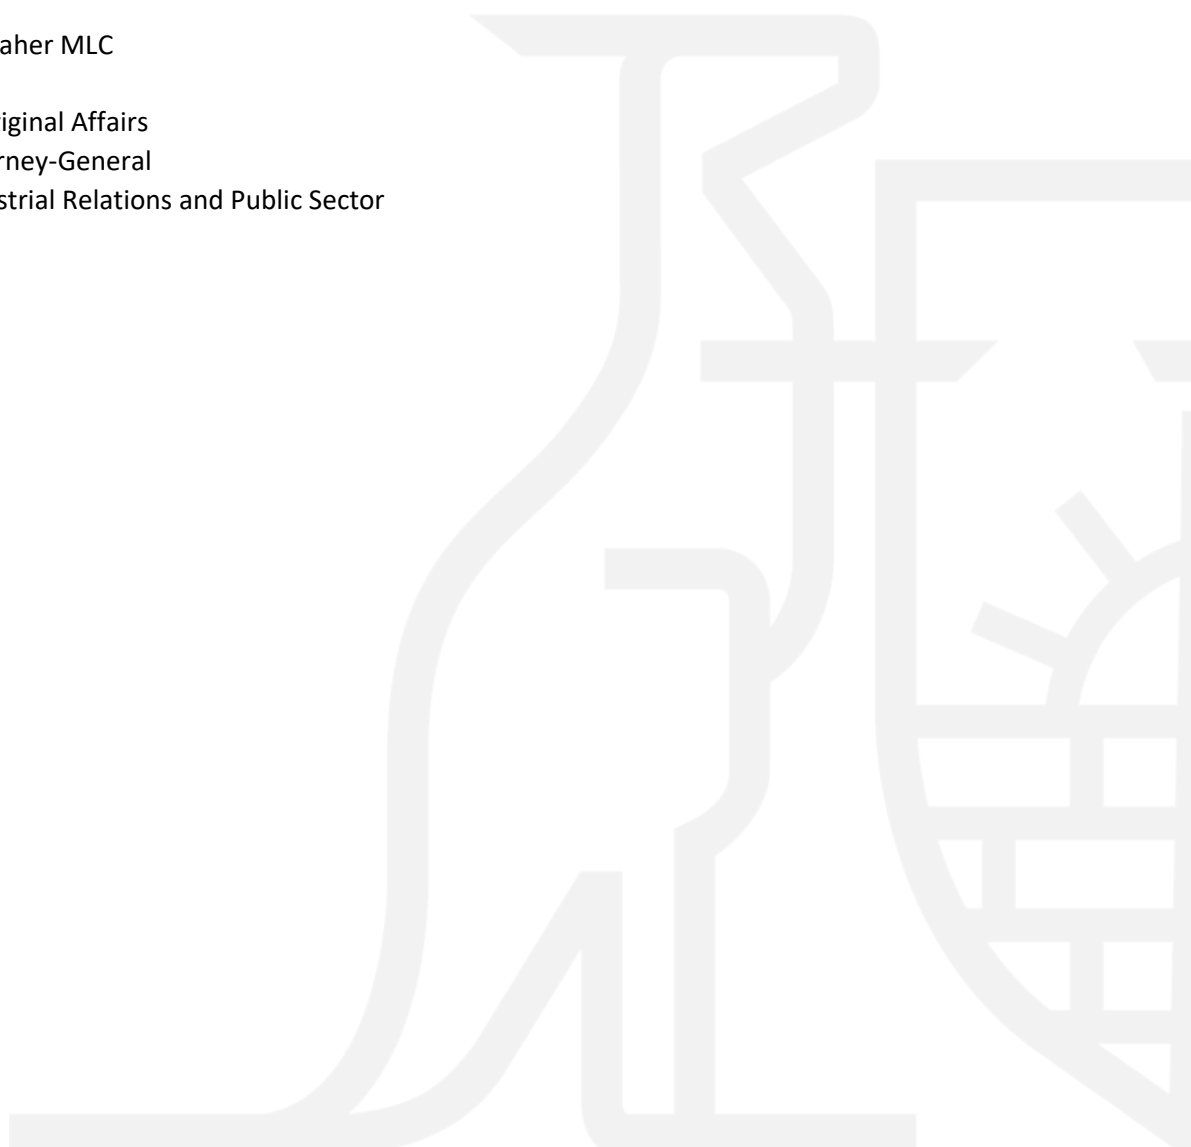 aher MLC
iginal Affairs
rney-General
strial Relations and Public Sector